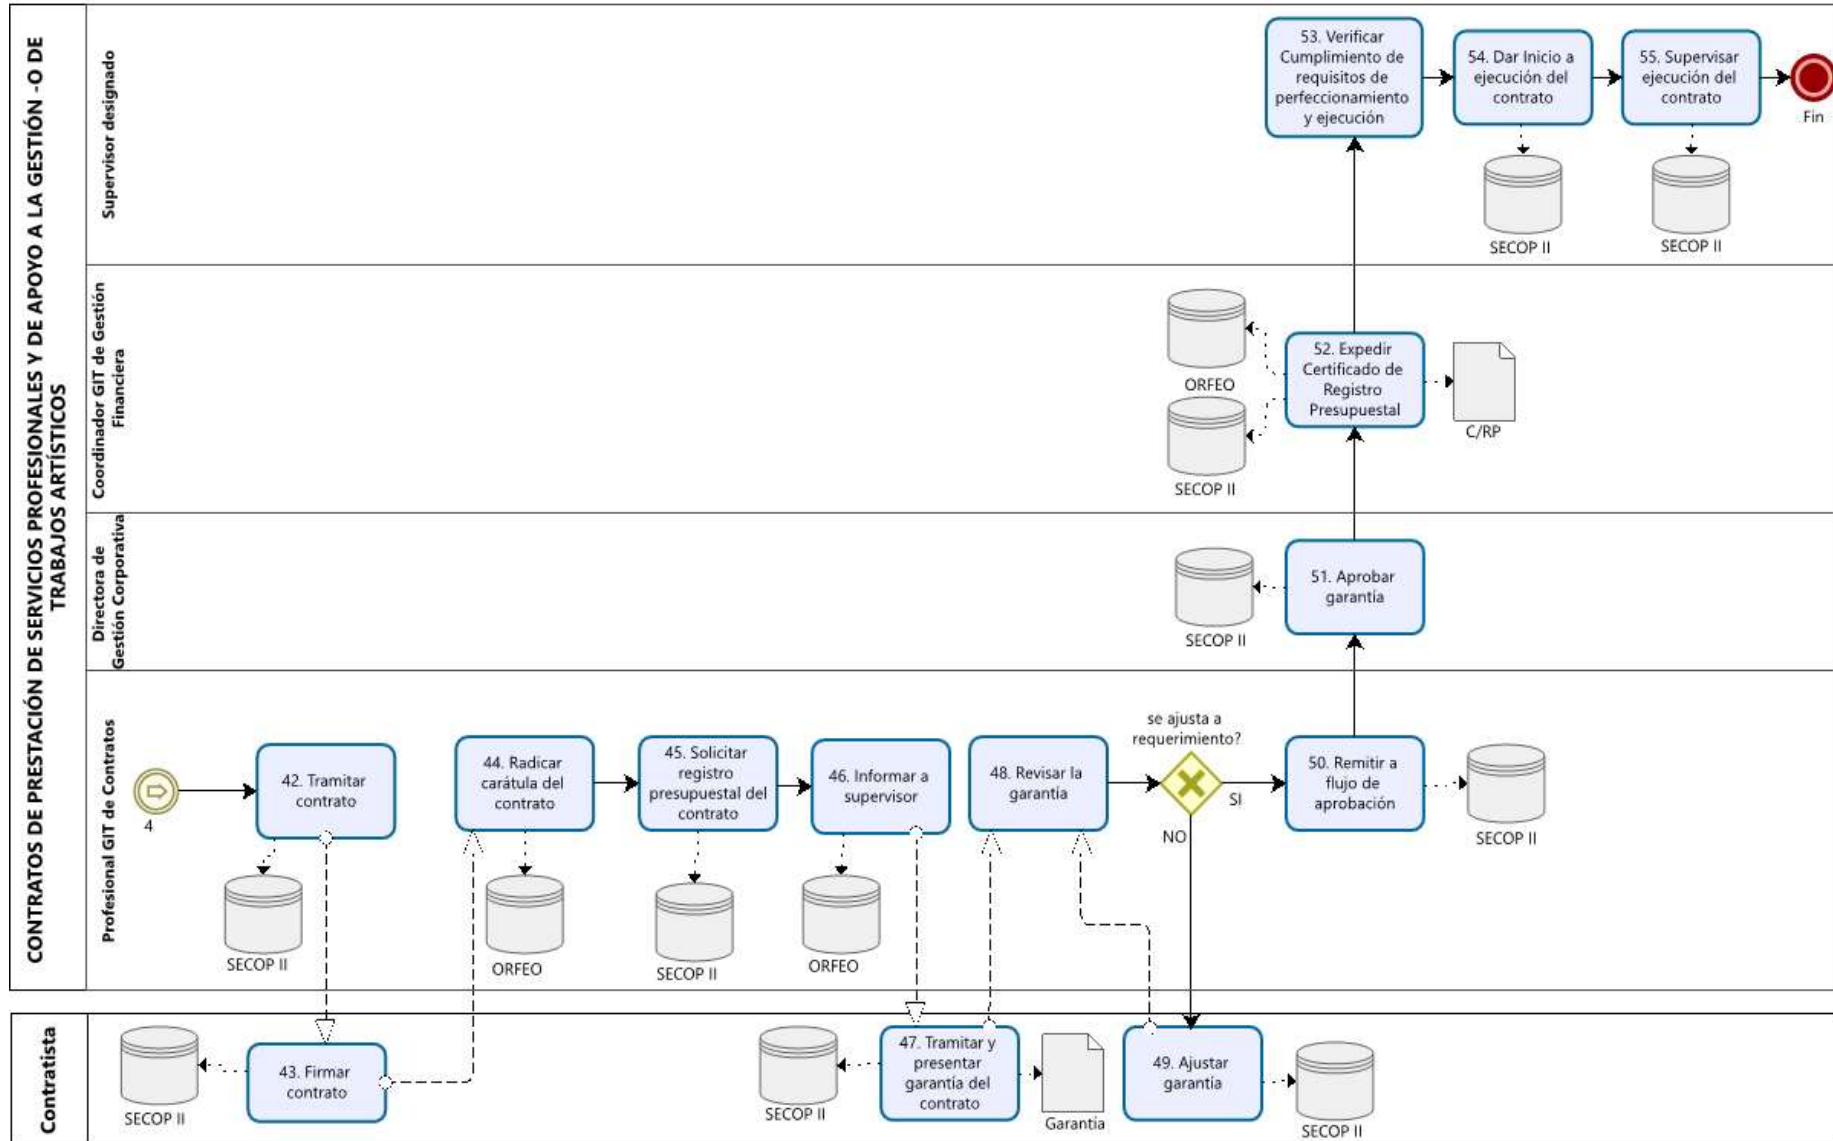 CONTRATOS DE PRESTACIÓN DE SERVICIOS PROFESIONALES Y DE APOYO A LA GESTIÓN -O DE
TRABAJOS ARTÍSTICOS
Supervisor designado
53. Verificar
Cumplimiento de
requisitos de
perfeccionamiento
y ejecución
54. Dar Inicio a
ejecución del
contrato
55. Supervisar
ejecución del
contrato
Fin
SECOP II
SECOP II
Coordinador GIT de Gestión
Financiera
ORFEO
SECOP II
52. Expedir
Certificado de
Registro
Presupuestal
C/RP
Directora de
Gestión Corporativa
SECOP II
51. Aprobar
garantía
Profesional GIT de Contratos
4
42. Tramitar
contrato
SECOP II
44. Radicar
carátula del
contrato
ORFEO
45. Solicitar
registro
presupuestal del
contrato
SECOP II
46. Informar a
supervisor
ORFEO
48. Revisar la
garantía
se ajusta a
requerimiento?
SI
NO
50. Remitir a
flujo de
aprobación
SECOP II
Contratista
SECOP II
43. Firmar
contrato
SECOP II
47. Tramitar y
presentar
garantía del
contrato
Garantía
49. Ajustar
garantía
SECOP II